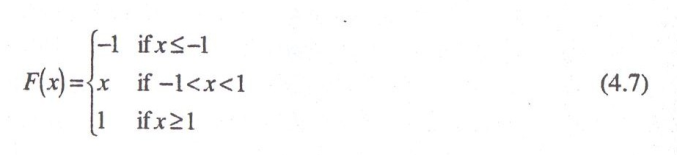 -1 if x≤-1
F(x)= x if -1<x<1 (4.7)
1 if x≥1